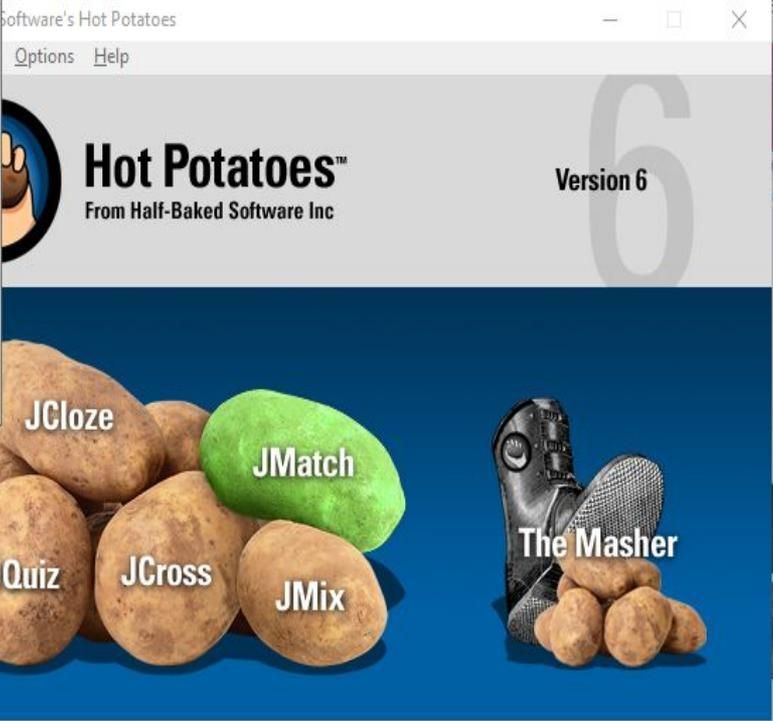 Software's Hot Potatoes
Options Help
6
Hot Potatoes™
From Half-Baked Software Inc
Version 6
JCloze
JMatch
Quiz
JCross
JMix
The Masher